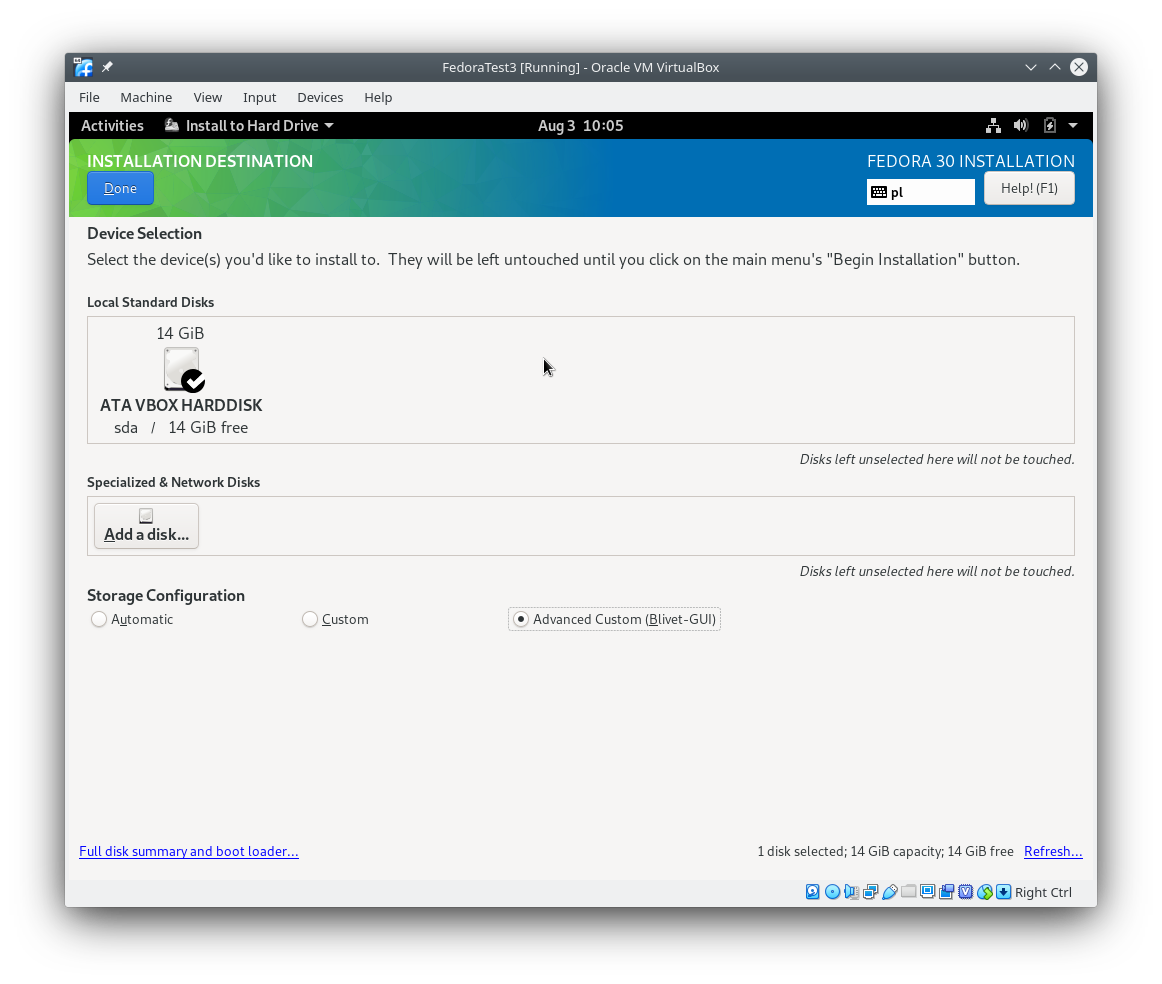 FedoraTest3 [Running] - Oracle VM VirtualBox
File Machine View Input Devices Help
Activities Install to Hard Drive Aug 3 10:05
INSTALLATION DESTINATION FEDORA 30 INSTALLATION
Done pl Help! (F1)
Device Selection
Select the device(s) you'd like to install to. They will be left untouched until you click on the main menu's "Begin Installation" button.
Local Standard Disks
14 GiB
ATA VBOX HARDDISK
sda / 14 GiB free
Disks left unselected here will not be touched.
Specialized & Network Disks
Add a disk...
Disks left unselected here will not be touched.
Storage Configuration
Automatic Custom Advanced Custom (Blivet-GUI)
Full disk summary and boot loader... 1 disk selected; 14 GiB capacity; 14 GiB free Refresh...
Right Ctrl